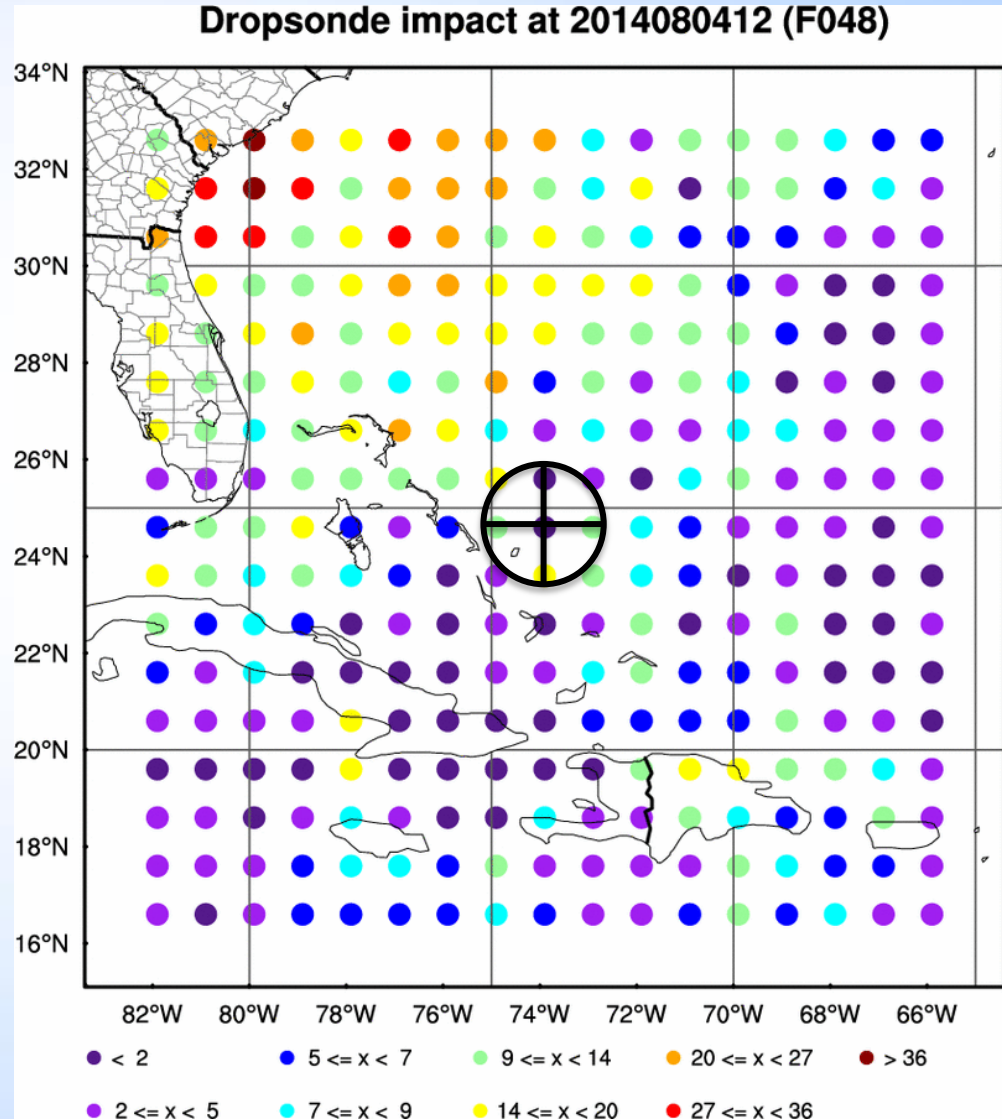 Dropsonde impact at 2014080412 (F048)
34°N
32°N
30°N
28°N
26°N
24°N
22°N
20°N
18°N
16°N
82°W 80°W 78°W 76°W 74°W 72°W 70°W 68°W 66°W
< 2 5 <= x < 7 9 <= x < 14 20 <= x < 27 > 36
2 <= x < 5 7 <= x < 9 14 <= x < 20 27 <= x < 36